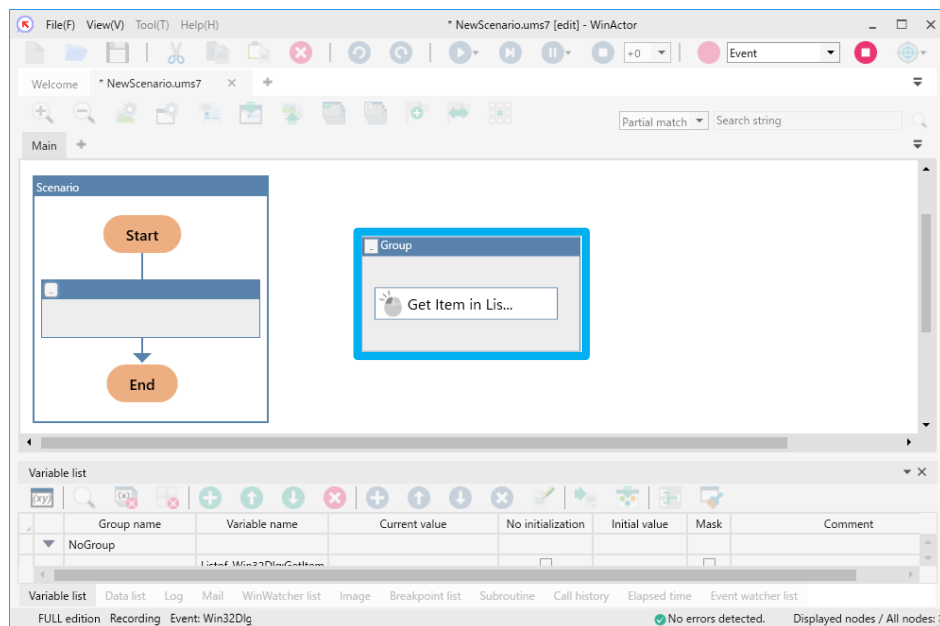 File(F) View(V) Tool(T) Help(H) * NewScenario.ums7 [edit] - WinActor
+0 Event
Welcome * NewScenario.ums7
Partial match Search string
Main
Scenario
Start
End
Group
Get Item in Lis...
Variable list
Group name Variable name Current value No initialization Initial value Mask Comment
NoGroup
Variable list Data list Log Mail WinWatcher list Image Breakpoint list Subroutine Call history Elapsed time Event watcher list
FULL edition Recording Event: Win32Dlg No errors detected. Displayed nodes / All nodes: